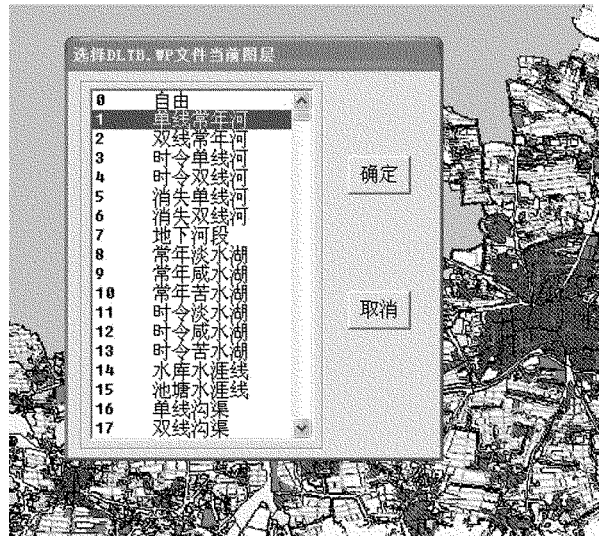 选择DLTB.WP文件当前图层
0 自由
1 单线常年河
2 双线常年河
3 时令单线河
4 时令双线河
5 消失单线河
6 消失双线河
7 地下河段
8 常年淡水湖
9 常年咸水湖
10 常年苦水湖
11 时令淡水湖
12 时令咸水湖
13 时令苦水湖
14 水库水涯线
15 池塘水涯线
16 单线沟渠
17 双线沟渠
确定
取消